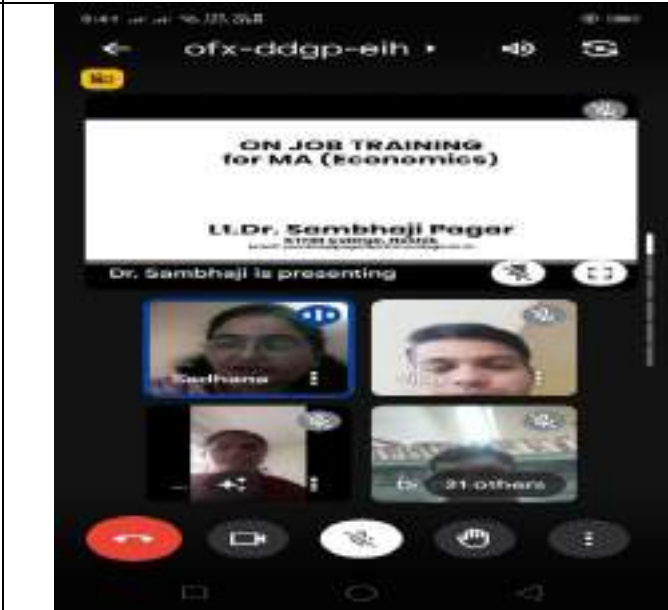 ofx-ddgp-eih
ON JOB TRAINING
for MA (Economics)
Lt.Dr. Sambhaji Pagar
Dr. Sambhaji is presenting
Sadhana
31 others